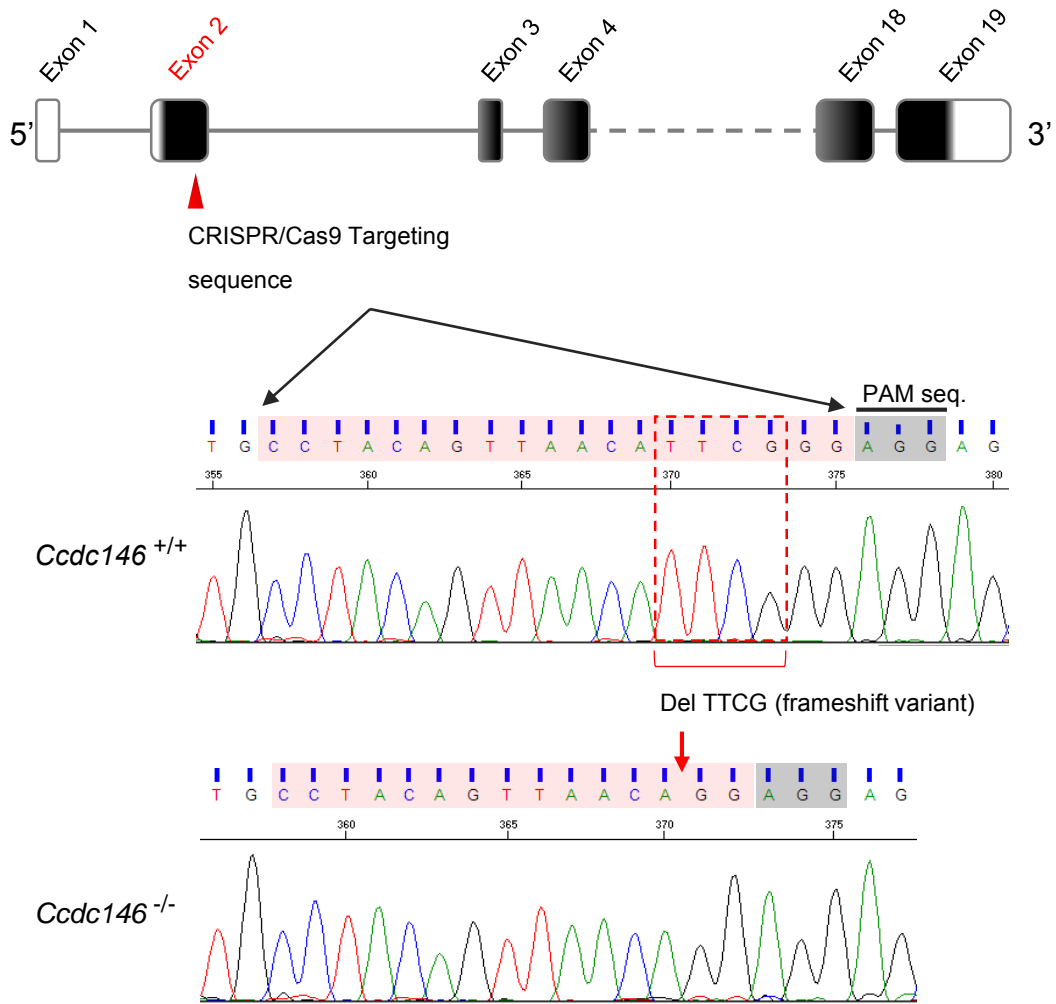 Exon 1 Exon 2 Exon 3 Exon 4 Exon 18 Exon 19
5’ 3’
CRISPR/Cas9 Targeting
sequence
PAM seq.
T G C C T A C A G T T A A C A T T C G G G A G G A G
355 360 365 370 375 380
Ccdc146 +/+
Del TTCG (frameshift variant)
T G C C T A C A G T T A A C A G G A G G A G
360 365 370 375
Ccdc146 -/-